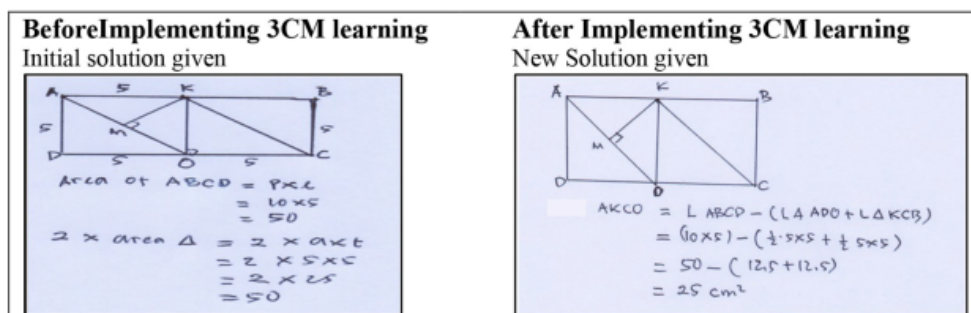 BeforeImplementing 3CM learning
Initial solution given
A 5 K B
5 M 5
D 5 O 5 C
Area of ABCD = P x l
= 10 x 5
= 50
2 x area Δ = 2 x a x t
= 2 x 5 x 5
= 2 x 25
= 50
After Implementing 3CM learning
New Solution given
A K B
M
D O C
AKCO = L ABCD - (LΔ ADO + LΔ KCB)
= (10 x 5) - (½ . 5 x 5 + ½ 5 x 5)
= 50 - (12,5 + 12,5)
= 25 cm²